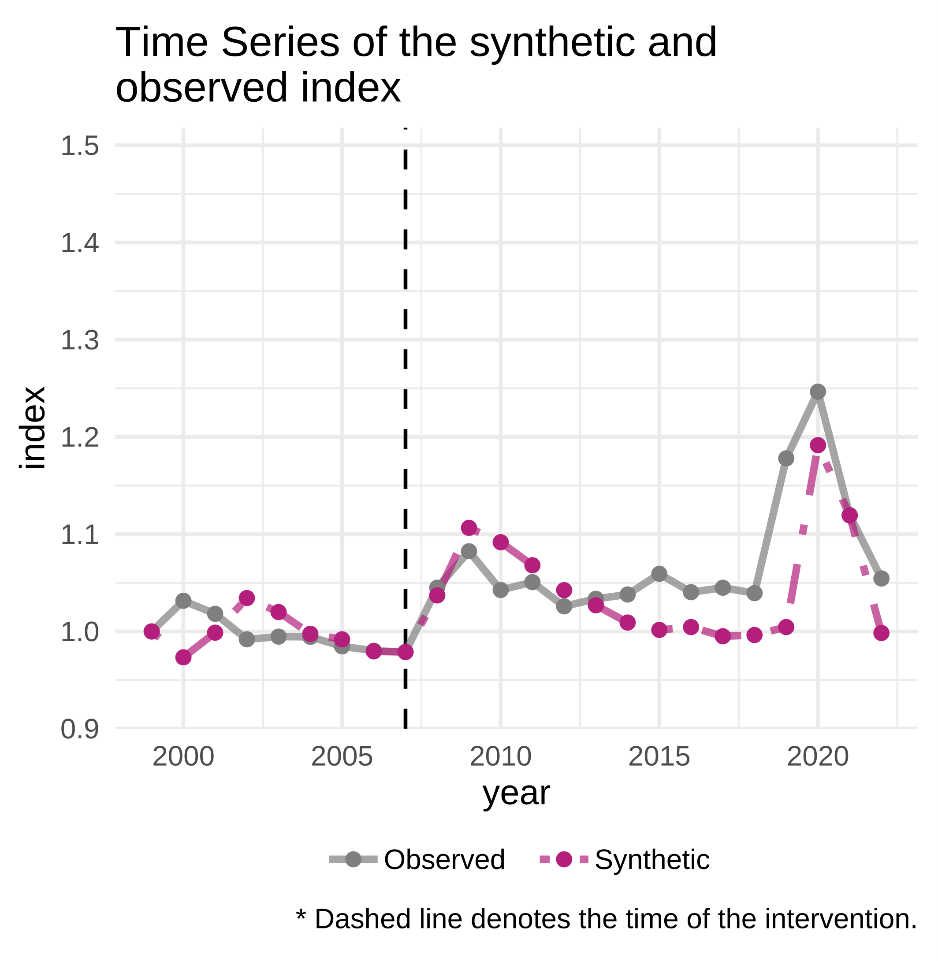 Time Series of the synthetic and
observed index
1.5
1.4
1.3
1.2
1.1
1.0
0.9
index
2000 2005 2010 2015 2020
year
Observed Synthetic
* Dashed line denotes the time of the intervention.